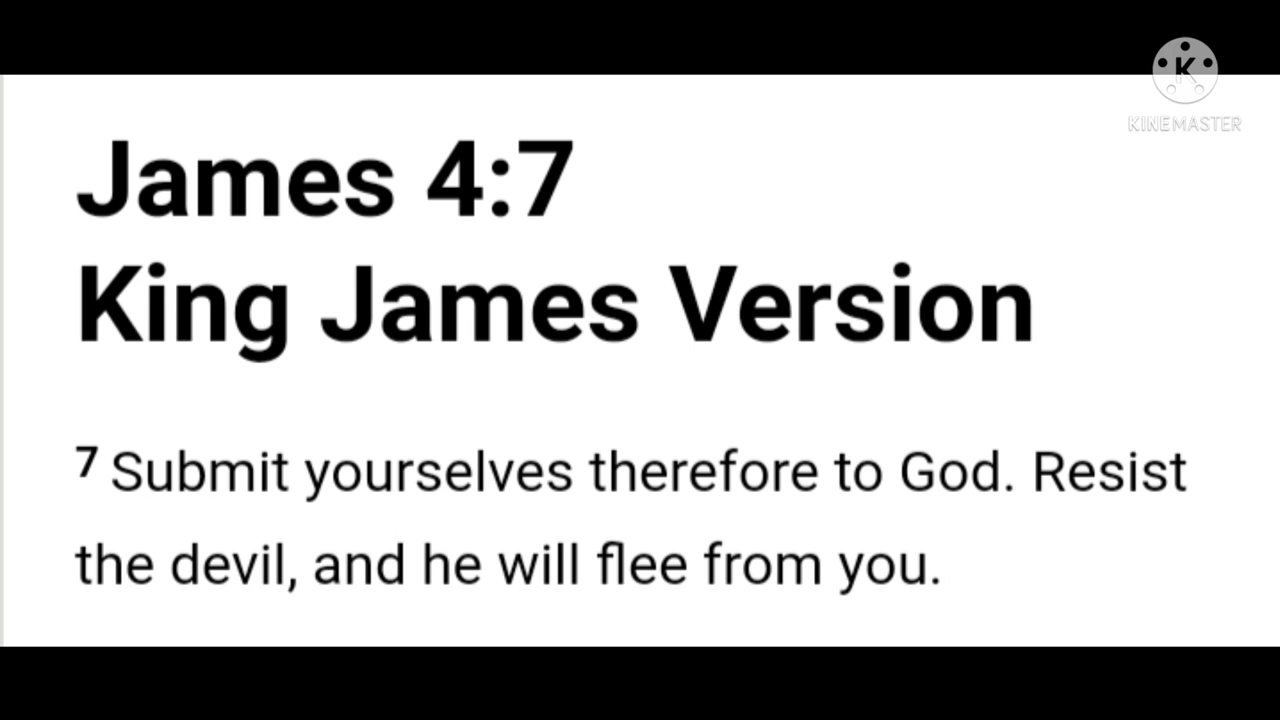 K
KINEMASTER
James 4:7
King James Version
7 Submit yourselves therefore to God. Resist
the devil, and he will flee from you.